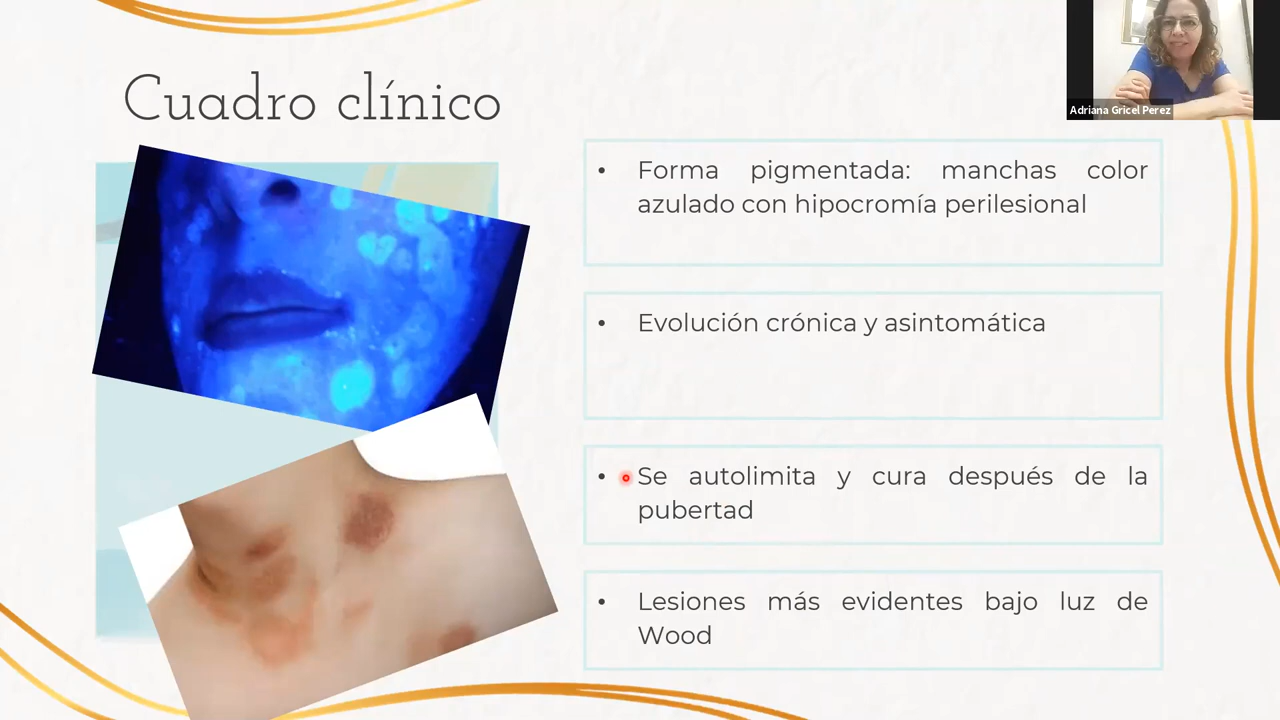 Cuadro clínico
Adriana Gricel Perez
• Forma pigmentada: manchas color
azulado con hipocromía perilesional
• Evolución crónica y asintomática
• Se autolimita y cura después de la
pubertad
• Lesiones más evidentes bajo luz de
Wood